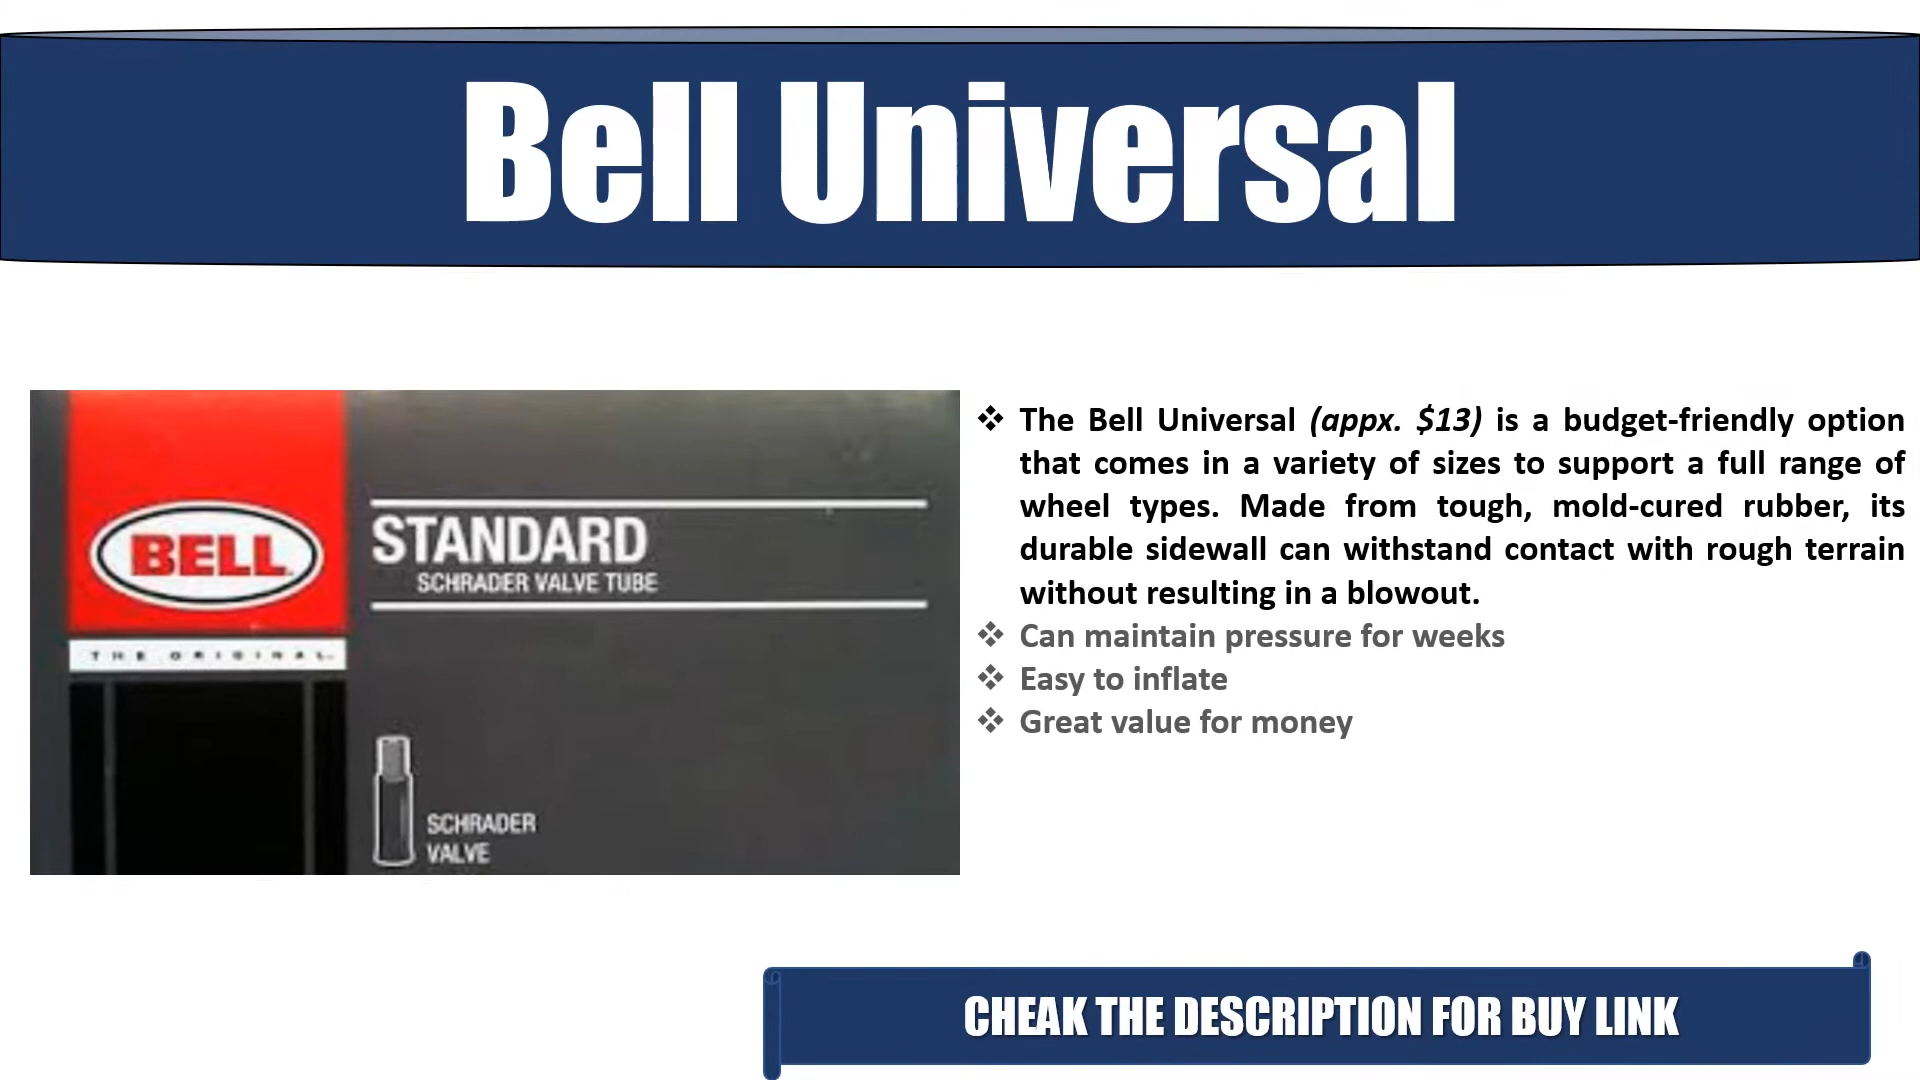 Bell Universal
BELL
THE ORIGINAL
STANDARD
SCHRADER VALVE TUBE
SCHRADER
VALVE
❖ The Bell Universal (appx. $13) is a budget-friendly option
that comes in a variety of sizes to support a full range of
wheel types. Made from tough, mold-cured rubber, its
durable sidewall can withstand contact with rough terrain
without resulting in a blowout.
❖ Can maintain pressure for weeks
❖ Easy to inflate
❖ Great value for money
CHEAK THE DESCRIPTION FOR BUY LINK